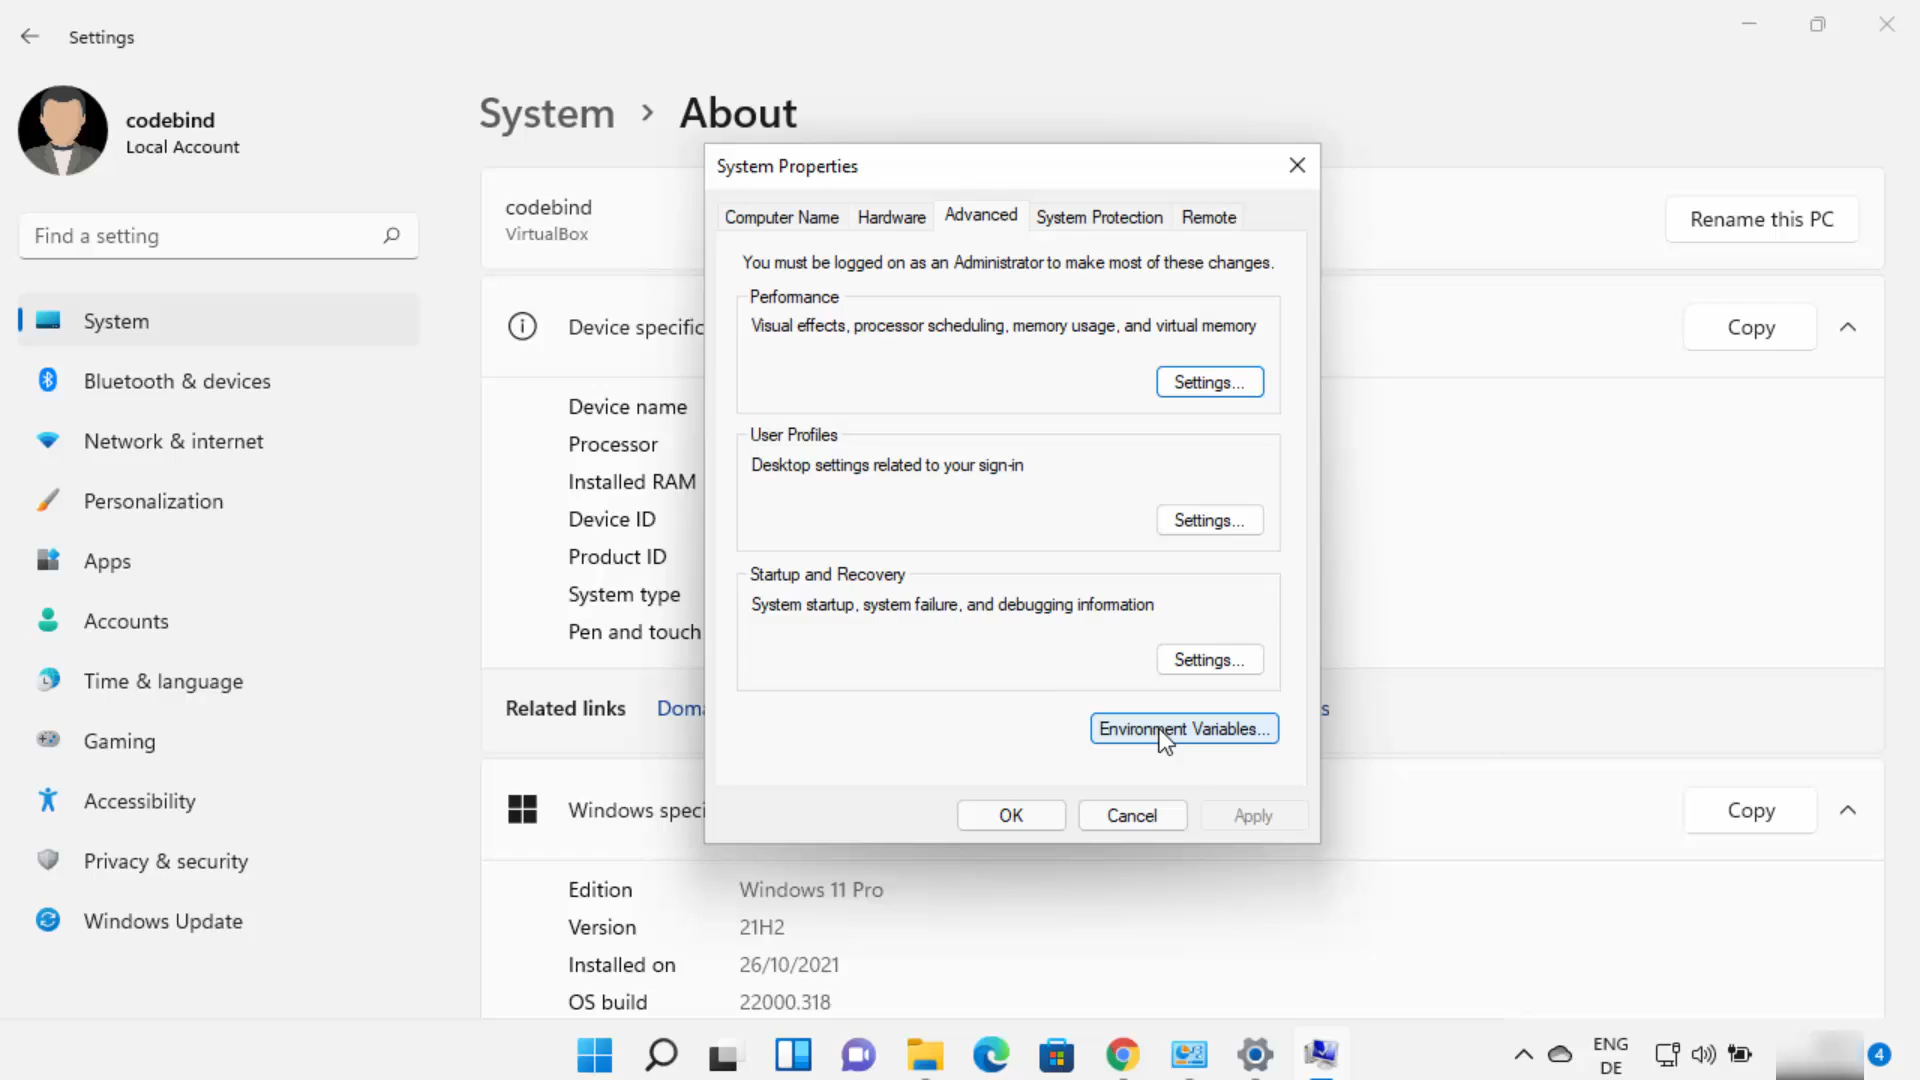 Settings
codebind
Local Account
Find a setting
System
Bluetooth & devices
Network & internet
Personalization
Apps
Accounts
Time & language
Gaming
Accessibility
Privacy & security
Windows Update
System › About
codebind
VirtualBox
Rename this PC
Device specific
Copy
Device name
Processor
Installed RAM
Device ID
Product ID
System type
Pen and touch
Related links Doma
s
Windows speci
Copy
Edition Windows 11 Pro
Version 21H2
Installed on 26/10/2021
OS build 22000.318
System Properties
Computer Name Hardware Advanced System Protection Remote
You must be logged on as an Administrator to make most of these changes.
Performance
Visual effects, processor scheduling, memory usage, and virtual memory
Settings...
User Profiles
Desktop settings related to your sign-in
Settings...
Startup and Recovery
System startup, system failure, and debugging information
Settings...
Environment Variables...
OK Cancel Apply
ENG
DE
4